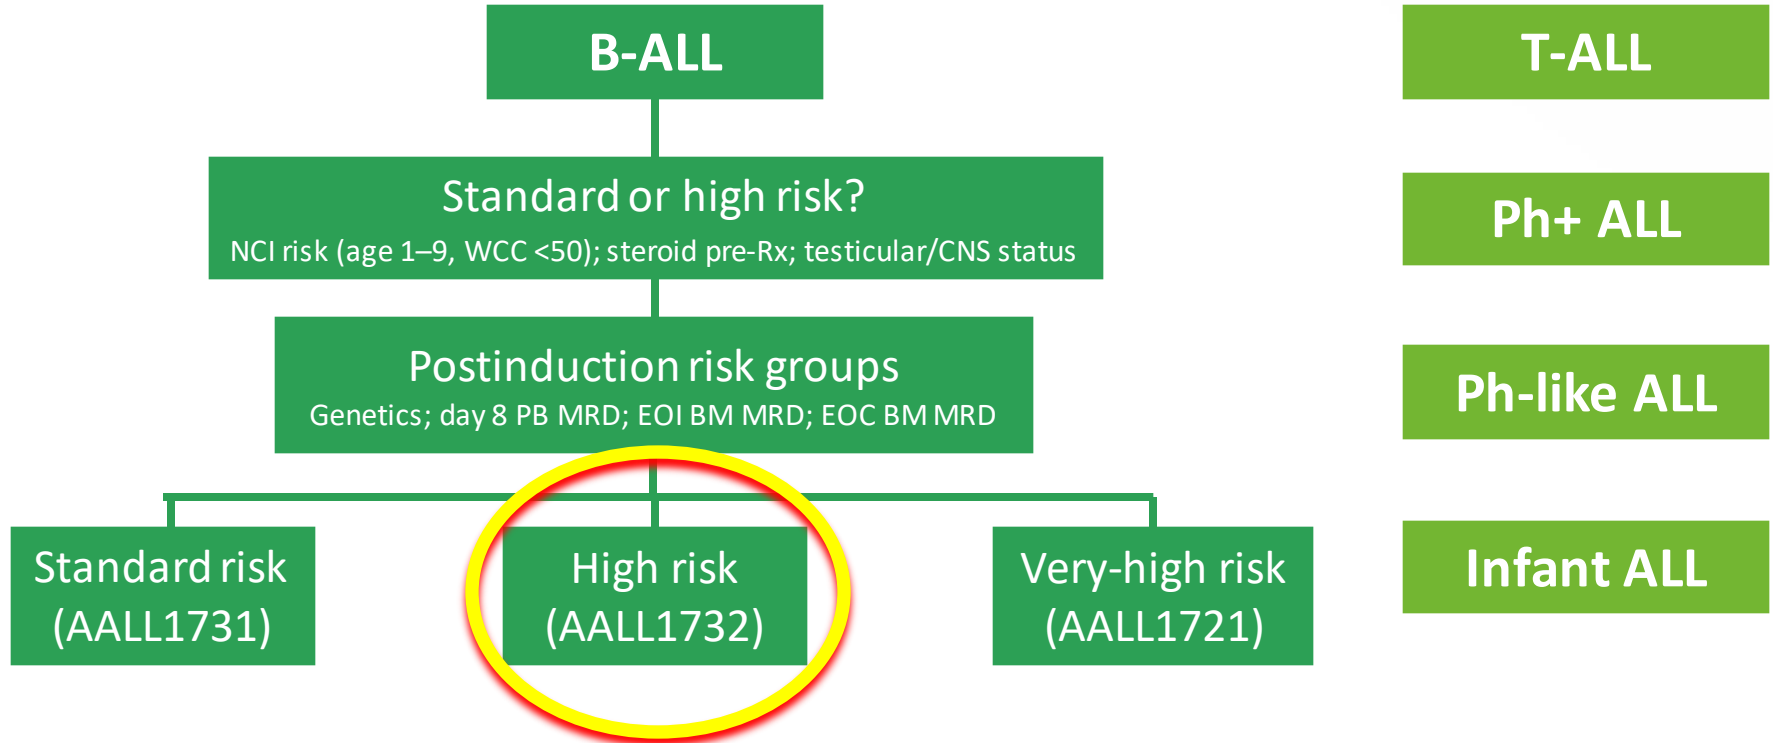 B-ALL
Standard or high risk?
NCI risk (age 1–9, WCC <50); steroid pre-Rx; testicular/CNS status
Postinduction risk groups
Genetics; day 8 PB MRD; EOI BM MRD; EOC BM MRD
Standard risk
(AALL1731)
High risk
(AALL1732)
Very-high risk
(AALL1721)
T-ALL
Ph+ ALL
Ph-like ALL
Infant ALL